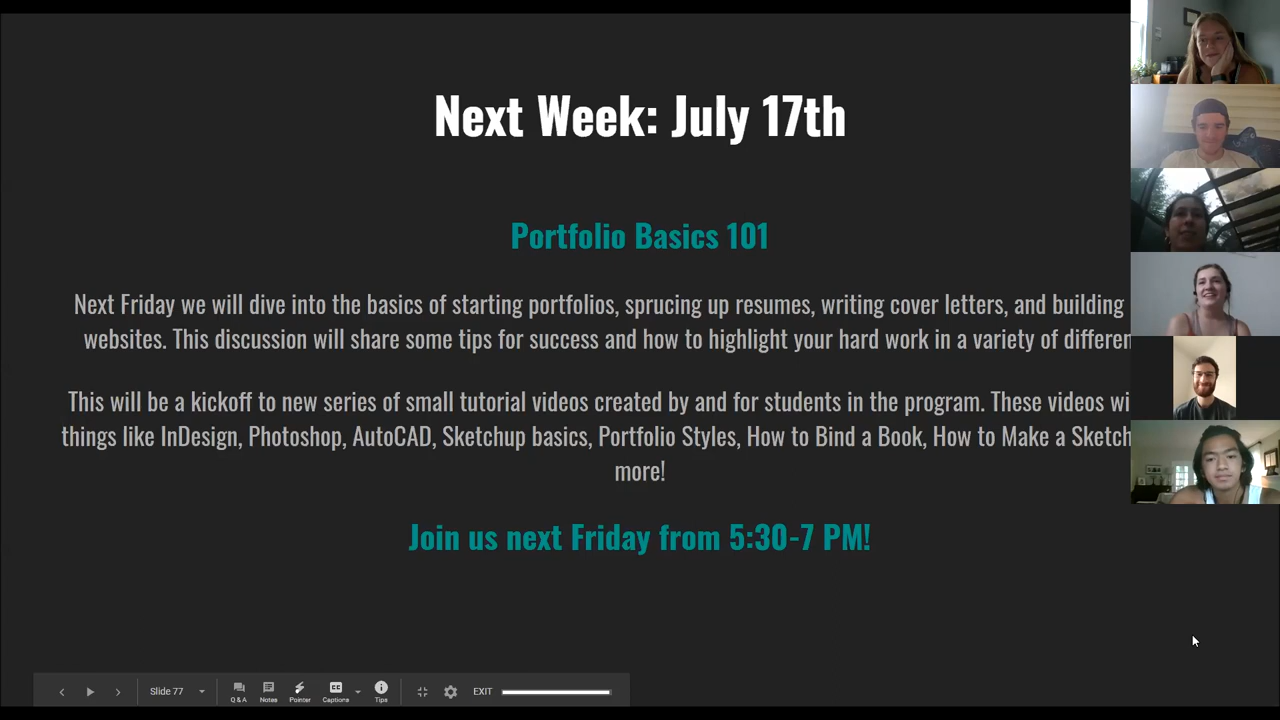 Next Week: July 17th
Portfolio Basics 101
Next Friday we will dive into the basics of starting portfolios, sprucing up resumes, writing cover letters, and building
websites. This discussion will share some tips for success and how to highlight your hard work in a variety of differen
This will be a kickoff to new series of small tutorial videos created by and for students in the program. These videos wi
things like InDesign, Photoshop, AutoCAD, Sketchup basics, Portfolio Styles, How to Bind a Book, How to Make a Sketch
more!
Join us next Friday from 5:30-7 PM!
Slide 77
Q & A
Notes
Pointer
CC
Captions
Tips
EXIT